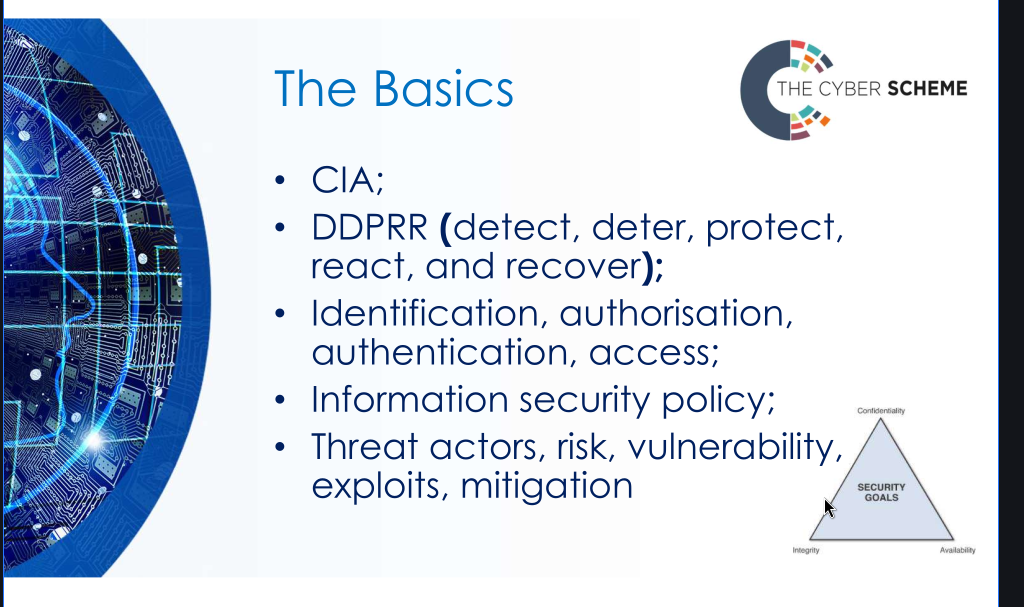 The Basics
THE CYBER SCHEME
• CIA;
• DDPRR (detect, deter, protect,
react, and recover);
• Identification, authorisation,
authentication, access;
• Information security policy;
• Threat actors, risk, vulnerability,
exploits, mitigation
Confidentiality
SECURITY
GOALS
Integrity
Availability